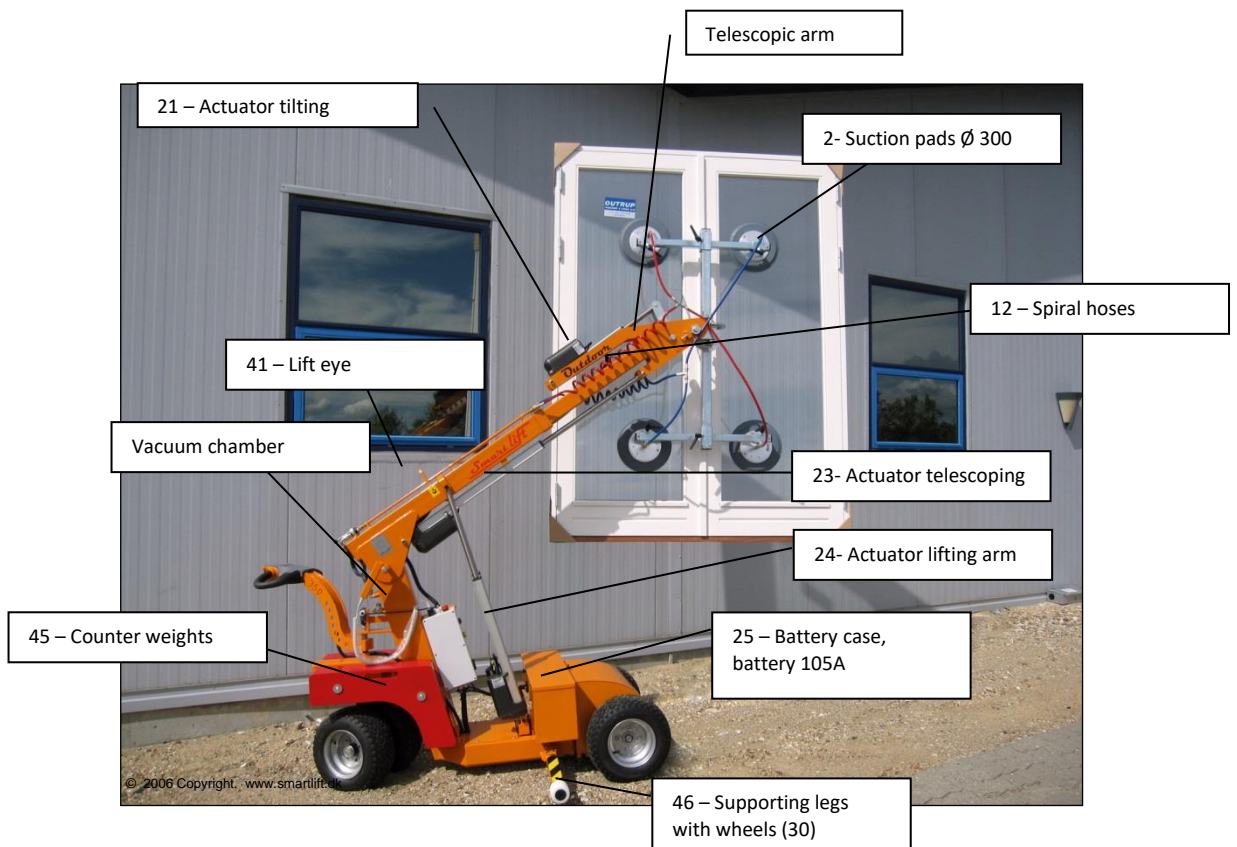 Telescopic arm
21 – Actuator tilting
2- Suction pads Ø 300
OUTRUP
12 – Spiral hoses
Outdoor
41 – Lift eye
Smartlift
Vacuum chamber
23- Actuator telescoping
24- Actuator lifting arm
350
45 – Counter weights
25 – Battery case,
battery 105A
© 2006 Copyright. www.smartlift.dk
46 – Supporting legs
with wheels (30)